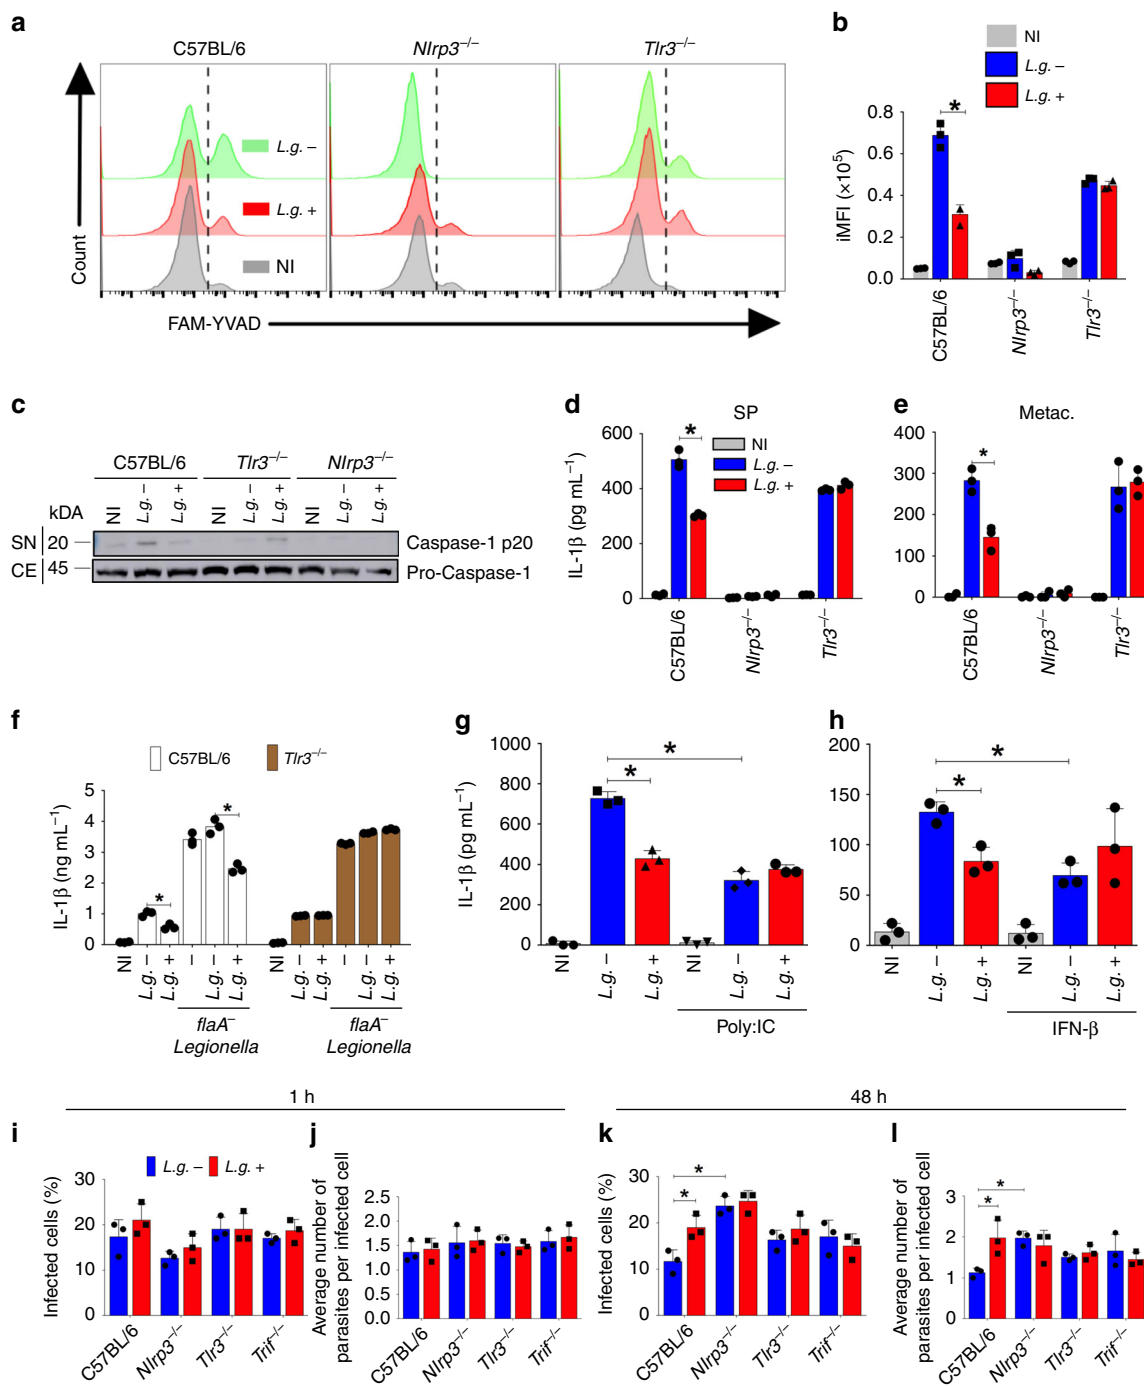 a
C57BL/6
Nlrp3–/–
Tlr3–/–
L.g. –
L.g. +
NI
Count
FAM-YVAD
b
NI
L.g. –
L.g. +
iMFI (×10⁵)
0.8
0.6
0.4
0.2
0.0
*
C57BL/6
Nlrp3–/–
Tlr3–/–
c
C57BL/6 Tlr3–/– Nlrp3–/–
kDA NI L.g. – L.g. + NI L.g. – L.g. + NI L.g. – L.g. +
SN 20 Caspase-1 p20
CE 45 Pro-Caspase-1
d
SP
NI
L.g. –
L.g. +
IL-1β (pg mL–1)
600
400
200
0
*
C57BL/6
Nlrp3–/–
Tlr3–/–
e
Metac.
400
300
200
100
0
*
C57BL/6
Nlrp3–/–
Tlr3–/–
f
C57BL/6
Tlr3–/–
IL-1β (ng mL–1)
5
4
3
2
1
0
* *
NI L.g. – L.g. + – L.g. – L.g. + NI L.g. – L.g. + – L.g. – L.g. +
flaA– flaA–
Legionella Legionella
g
IL-1β (pg mL–1)
1000
800
600
400
200
0
*
*
NI L.g. – L.g. + NI L.g. – L.g. +
Poly:IC
h
200
150
100
50
0
*
*
NI L.g. – L.g. + NI L.g. – L.g. +
IFN-β
1 h
48 h
i
L.g. – L.g. +
Infected cells (%)
30
20
10
0
C57BL/6
Nlrp3–/–
Tlr3–/–
Trif–/–
j
Average number of
parasites per infected cell
2.5
2.0
1.5
1.0
0.5
0.0
C57BL/6
Nlrp3–/–
Tlr3–/–
Trif–/–
k
Infected cells (%)
30
20
10
0
*
*
C57BL/6
Nlrp3–/–
Tlr3–/–
Trif–/–
l
Average number of
parasites per infected cell
3
2
1
0
*
*
C57BL/6
Nlrp3–/–
Tlr3–/–
Trif–/–